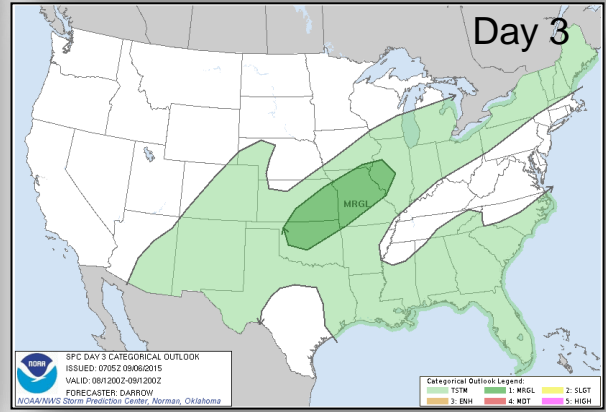 Day 3
MRGL
NOAA
SPC DAY 3 CATEGORICAL OUTLOOK
ISSUED: 0705Z 09/06/2015
VALID: 08/1200Z-09/1200Z
FORECASTER: DARROW
NOAA/NWS Storm Prediction Center, Norman, Oklahoma
Categorical Outlook Legend:
TSTM 1: MRGL 2: SLGT
3: ENH 4: MDT 5: HIGH